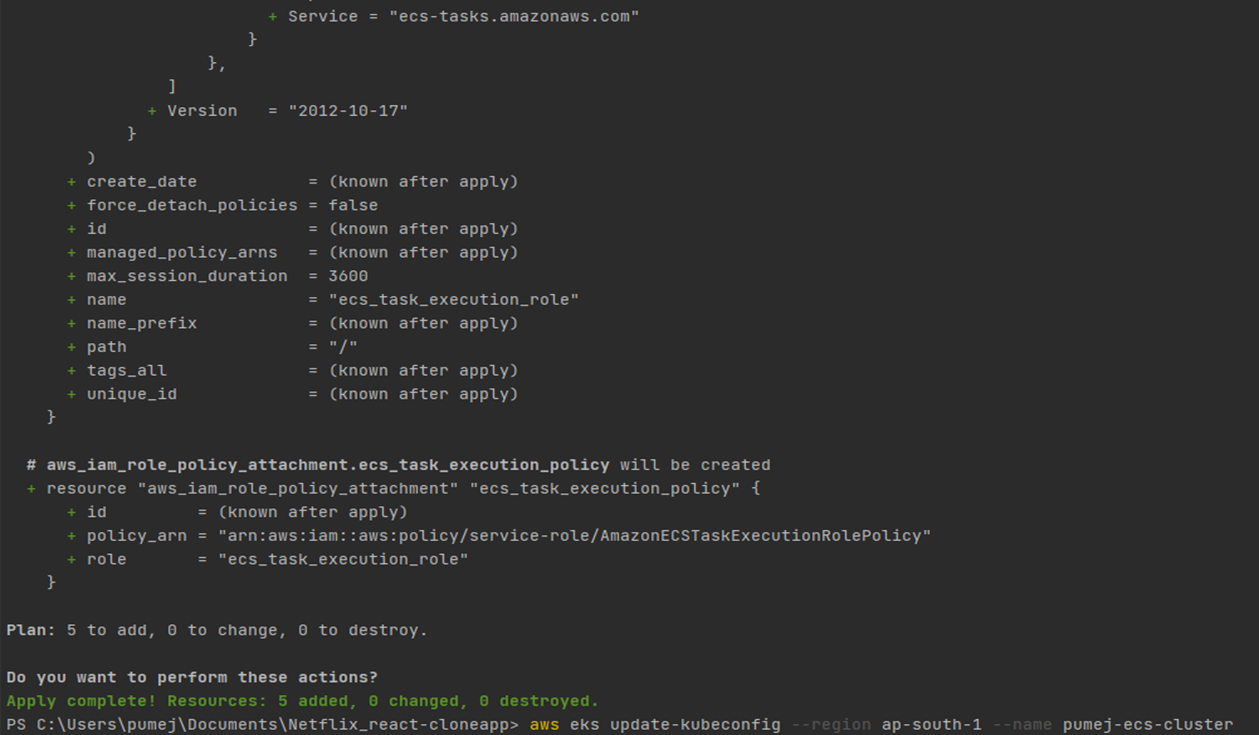 + Service = "ecs-tasks.amazonaws.com"
}
},
]
+ Version   = "2012-10-17"
}
)
+ create_date           = (known after apply)
+ force_detach_policies = false
+ id                    = (known after apply)
+ managed_policy_arns   = (known after apply)
+ max_session_duration  = 3600
+ name                  = "ecs_task_execution_role"
+ name_prefix           = (known after apply)
+ path                  = "/"
+ tags_all              = (known after apply)
+ unique_id             = (known after apply)
}
# aws_iam_role_policy_attachment.ecs_task_execution_policy will be created
+ resource "aws_iam_role_policy_attachment" "ecs_task_execution_policy" {
+ id         = (known after apply)
+ policy_arn = "arn:aws:iam::aws:policy/service-role/AmazonECSTaskExecutionRolePolicy"
+ role       = "ecs_task_execution_role"
}
Plan: 5 to add, 0 to change, 0 to destroy.
Do you want to perform these actions?
Apply complete! Resources: 5 added, 0 changed, 0 destroyed.
PS C:\Users\pumej\Documents\Netflix_react-cloneapp> aws eks update-kubeconfig --region ap-south-1 --name pumej-ecs-cluster